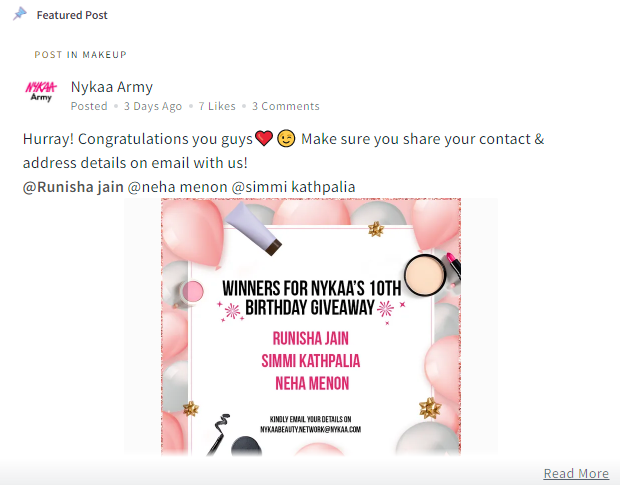 Featured Post
POST IN MAKEUP
NYKAA
Army
Nykaa Army
Posted • 3 Days Ago • 7 Likes • 3 Comments
Hurray! Congratulations you guys❤️😉 Make sure you share your contact &
address details on email with us!
@Runisha jain @neha menon @simmi kathpalia
WINNERS FOR NYKAA'S 10TH
BIRTHDAY GIVEAWAY
RUNISHA JAIN
SIMMI KATHPALIA
NEHA MENON
KINDLY EMAIL YOUR DETAILS ON
NYKAABEAUTY.NETWORK@NYKAA.COM
Read More